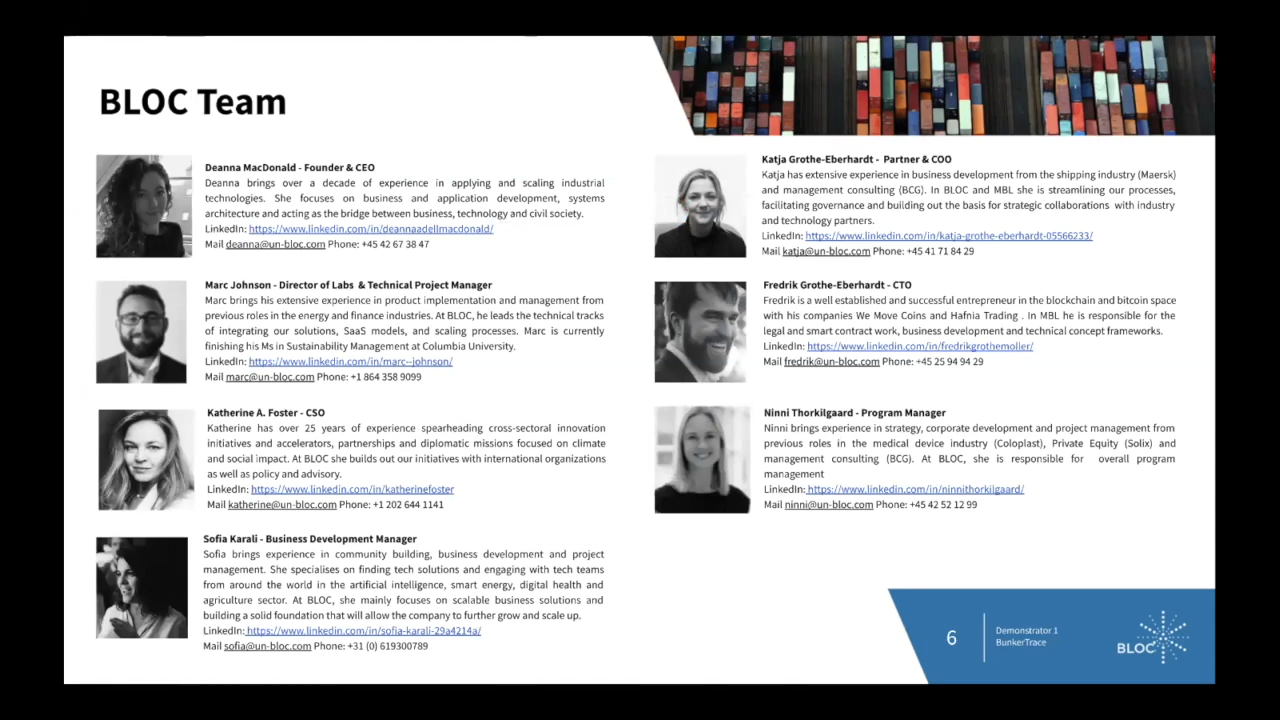 BLOC Team
Deanna MacDonald - Founder & CEO
Deanna brings over a decade of experience in applying and scaling industrial
technologies. She focuses on business and application development, systems
architecture and acting as the bridge between business, technology and civil society.
LinkedIn: https://www.linkedin.com/in/deannaadellmacdonald/
Mail deanna@un-bloc.com Phone: +45 42 67 38 47
Marc Johnson - Director of Labs & Technical Project Manager
Marc brings his extensive experience in product implementation and management from
previous roles in the energy and finance industries. At BLOC, he leads the technical tracks
of integrating our solutions, SaaS models, and scaling processes. Marc is currently
finishing his Ms in Sustainability Management at Columbia University.
LinkedIn: https://www.linkedin.com/in/marc--johnson/
Mail marc@un-bloc.com Phone: +1 864 358 9099
Katherine A. Foster - CSO
Katherine has over 25 years of experience spearheading cross-sectoral innovation
initiatives and accelerators, partnerships and diplomatic missions focused on climate
and social impact. At BLOC she builds out our initiatives with international organizations
as well as policy and advisory.
LinkedIn: https://www.linkedin.com/in/katherinefoster
Mail katherine@un-bloc.com Phone: +1 202 644 1141
Sofia Karali - Business Development Manager
Sofia brings experience in community building, business development and project
management. She specialises on finding tech solutions and engaging with tech teams
from around the world in the artificial intelligence, smart energy, digital health and
agriculture sector. At BLOC, she mainly focuses on scalable business solutions and
building a solid foundation that will allow the company to further grow and scale up.
LinkedIn: https://www.linkedin.com/in/sofia-karali-29a4214a/
Mail sofia@un-bloc.com Phone: +31 (0) 619300789
Katja Grothe-Eberhardt - Partner & COO
Katja has extensive experience in business development from the shipping industry (Maersk)
and management consulting (BCG). In BLOC and MBL she is streamlining our processes,
facilitating governance and building out the basis for strategic collaborations with industry
and technology partners.
LinkedIn: https://www.linkedin.com/in/katja-grothe-eberhardt-05566233/
Mail katja@un-bloc.com Phone: +45 41 71 84 29
Fredrik Grothe-Eberhardt - CTO
Fredrik is a well established and successful entrepreneur in the blockchain and bitcoin space
with his companies We Move Coins and Hafnia Trading . In MBL he is responsible for the
legal and smart contract work, business development and technical concept frameworks.
LinkedIn: https://www.linkedin.com/in/fredrikgrothemoller/
Mail fredrik@un-bloc.com Phone: +45 25 94 94 29
Ninni Thorkilgaard - Program Manager
Ninni brings experience in strategy, corporate development and project management from
previous roles in the medical device industry (Coloplast), Private Equity (Solix) and
management consulting (BCG). At BLOC, she is responsible for overall program
management
LinkedIn: https://www.linkedin.com/in/ninnithorkilgaard/
Mail ninni@un-bloc.com Phone: +45 42 52 12 99
6
Demonstrator 1
BunkerTrace
BLOC